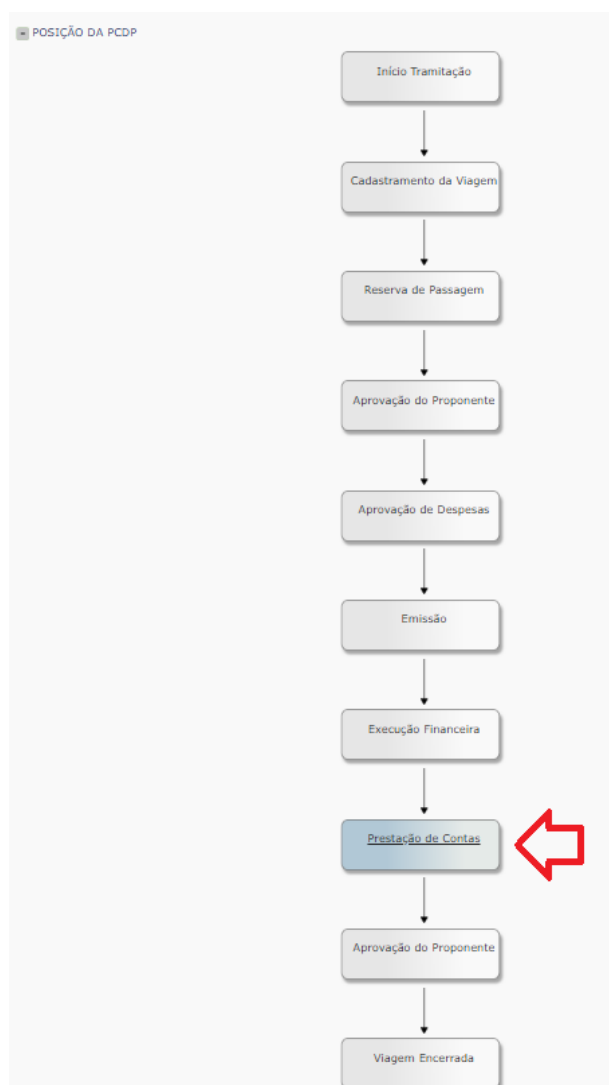 POSIÇÃO DA PCDP
Início Tramitação
Cadastramento da Viagem
Reserva de Passagem
Aprovação do Proponente
Aprovação de Despesas
Emissão
Execução Financeira
Prestação de Contas
Aprovação do Proponente
Viagem Encerrada